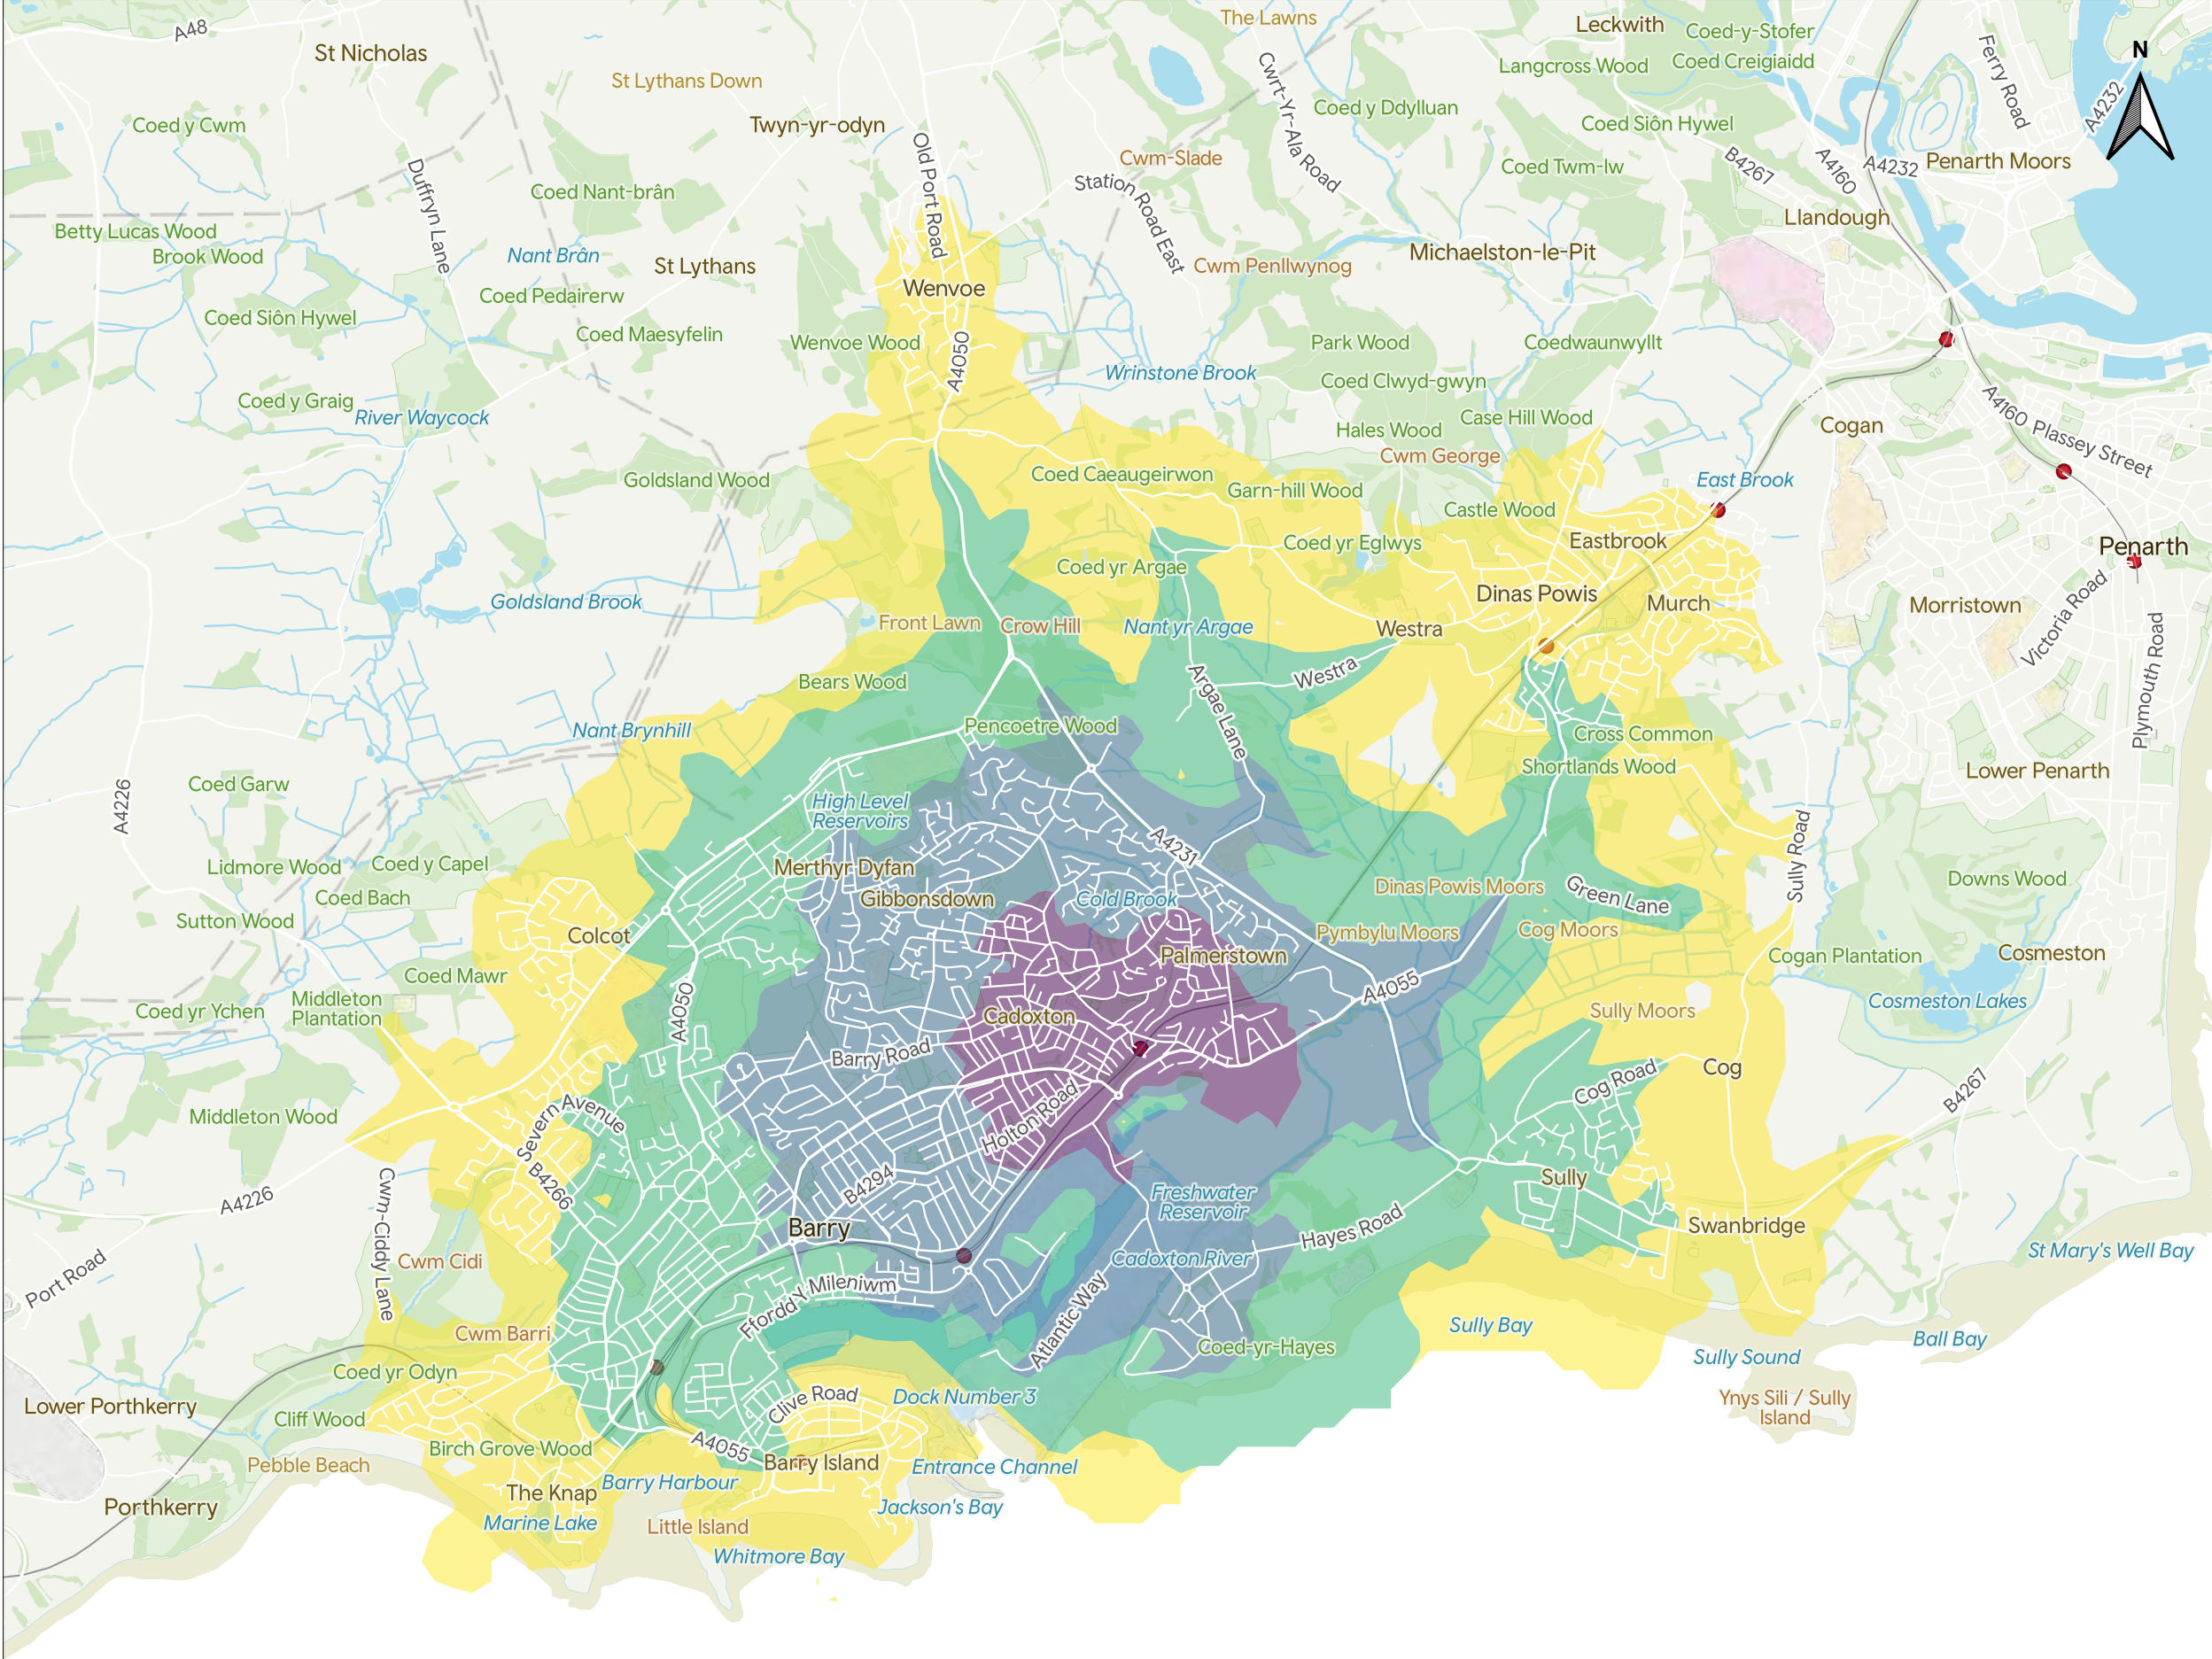 The Lawns
Leckwith
Coed-y-Stofer
A48
St Nicholas
Ferry Road
N
Langcross Wood
Coed Creigiaidd
St Lythans Down
Cwrt-Yr-Ala Road
A4232
Coed y Ddylluan
Coed y Cwm
Twyn-yr-odyn
Coed Siôn Hywel
Old Port Road
Cwm-Slade
Coed Twm-lw
B4267
A4160
A4232
Penarth Moors
Duffryn Lane
Coed Nant-brân
Station Road East
Llandough
Betty Lucas Wood
Brook Wood
Nant Brân
St Lythans
Cwm Penllwynog
Michaelston-le-Pit
Wenvoe
Coed Pedairerw
Coed Siôn Hywel
Coed Maesyfelin
Wenvoe Wood
A4050
Park Wood
Coedwaunwyllt
Wrinstone Brook
Coed Clwyd-gwyn
Coed y Graig
River Waycock
Hales Wood
Case Hill Wood
Cogan
A4160
Plassey Street
Cwm George
Goldsland Wood
Coed Caeaugeirwon
Garn-hill Wood
East Brook
Castle Wood
Coed yr Eglwys
Eastbrook
Penarth
Coed yr Argae
Goldsland Brook
Dinas Powis
Murch
Morristown
Victoria Road
Front Lawn
Crow Hill
Nant yr Argae
Westra
Plymouth Road
Bears Wood
Argae Lane
Westra
Nant Brynhill
Pencoetre Wood
Cross Common
Shortlands Wood
Lower Penarth
Coed Garw
A4226
High Level
Reservoirs
A4231
Sully Road
Lidmore Wood
Coed y Capel
Merthyr Dyfan
Coed Bach
Gibbonsdown
Cold Brook
Dinas Powis Moors
Green Lane
Downs Wood
Sutton Wood
Colcot
Pymbylu Moors
Cog Moors
Palmerstown
Cogan Plantation
Cosmeston
Coed Mawr
A4050
A4055
Middleton
Plantation
Coed yr Ychen
Cadoxton
Sully Moors
Cosmeston Lakes
Barry Road
Cog Road
Cog
B4267
Middleton Wood
Severn Avenue
Holton Road
B4266
B4294
Sully
A4226
Cwm-Ciddy Lane
Freshwater
Reservoir
Barry
Hayes Road
Swanbridge
Cwm Cidi
Cadoxton River
St Mary's Well Bay
Port Road
Ffordd Y Mileniwm
Atlantic Way
Cwm Barri
Coed-yr-Hayes
Sully Bay
Ball Bay
Sully Sound
Coed yr Odyn
Lower Porthkerry
Clive Road
Dock Number 3
Ynys Sili / Sully
Island
Cliff Wood
Birch Grove Wood
A4055
Barry Island
Pebble Beach
Entrance Channel
Barry Harbour
The Knap
Porthkerry
Jackson's Bay
Marine Lake
Little Island
Whitmore Bay